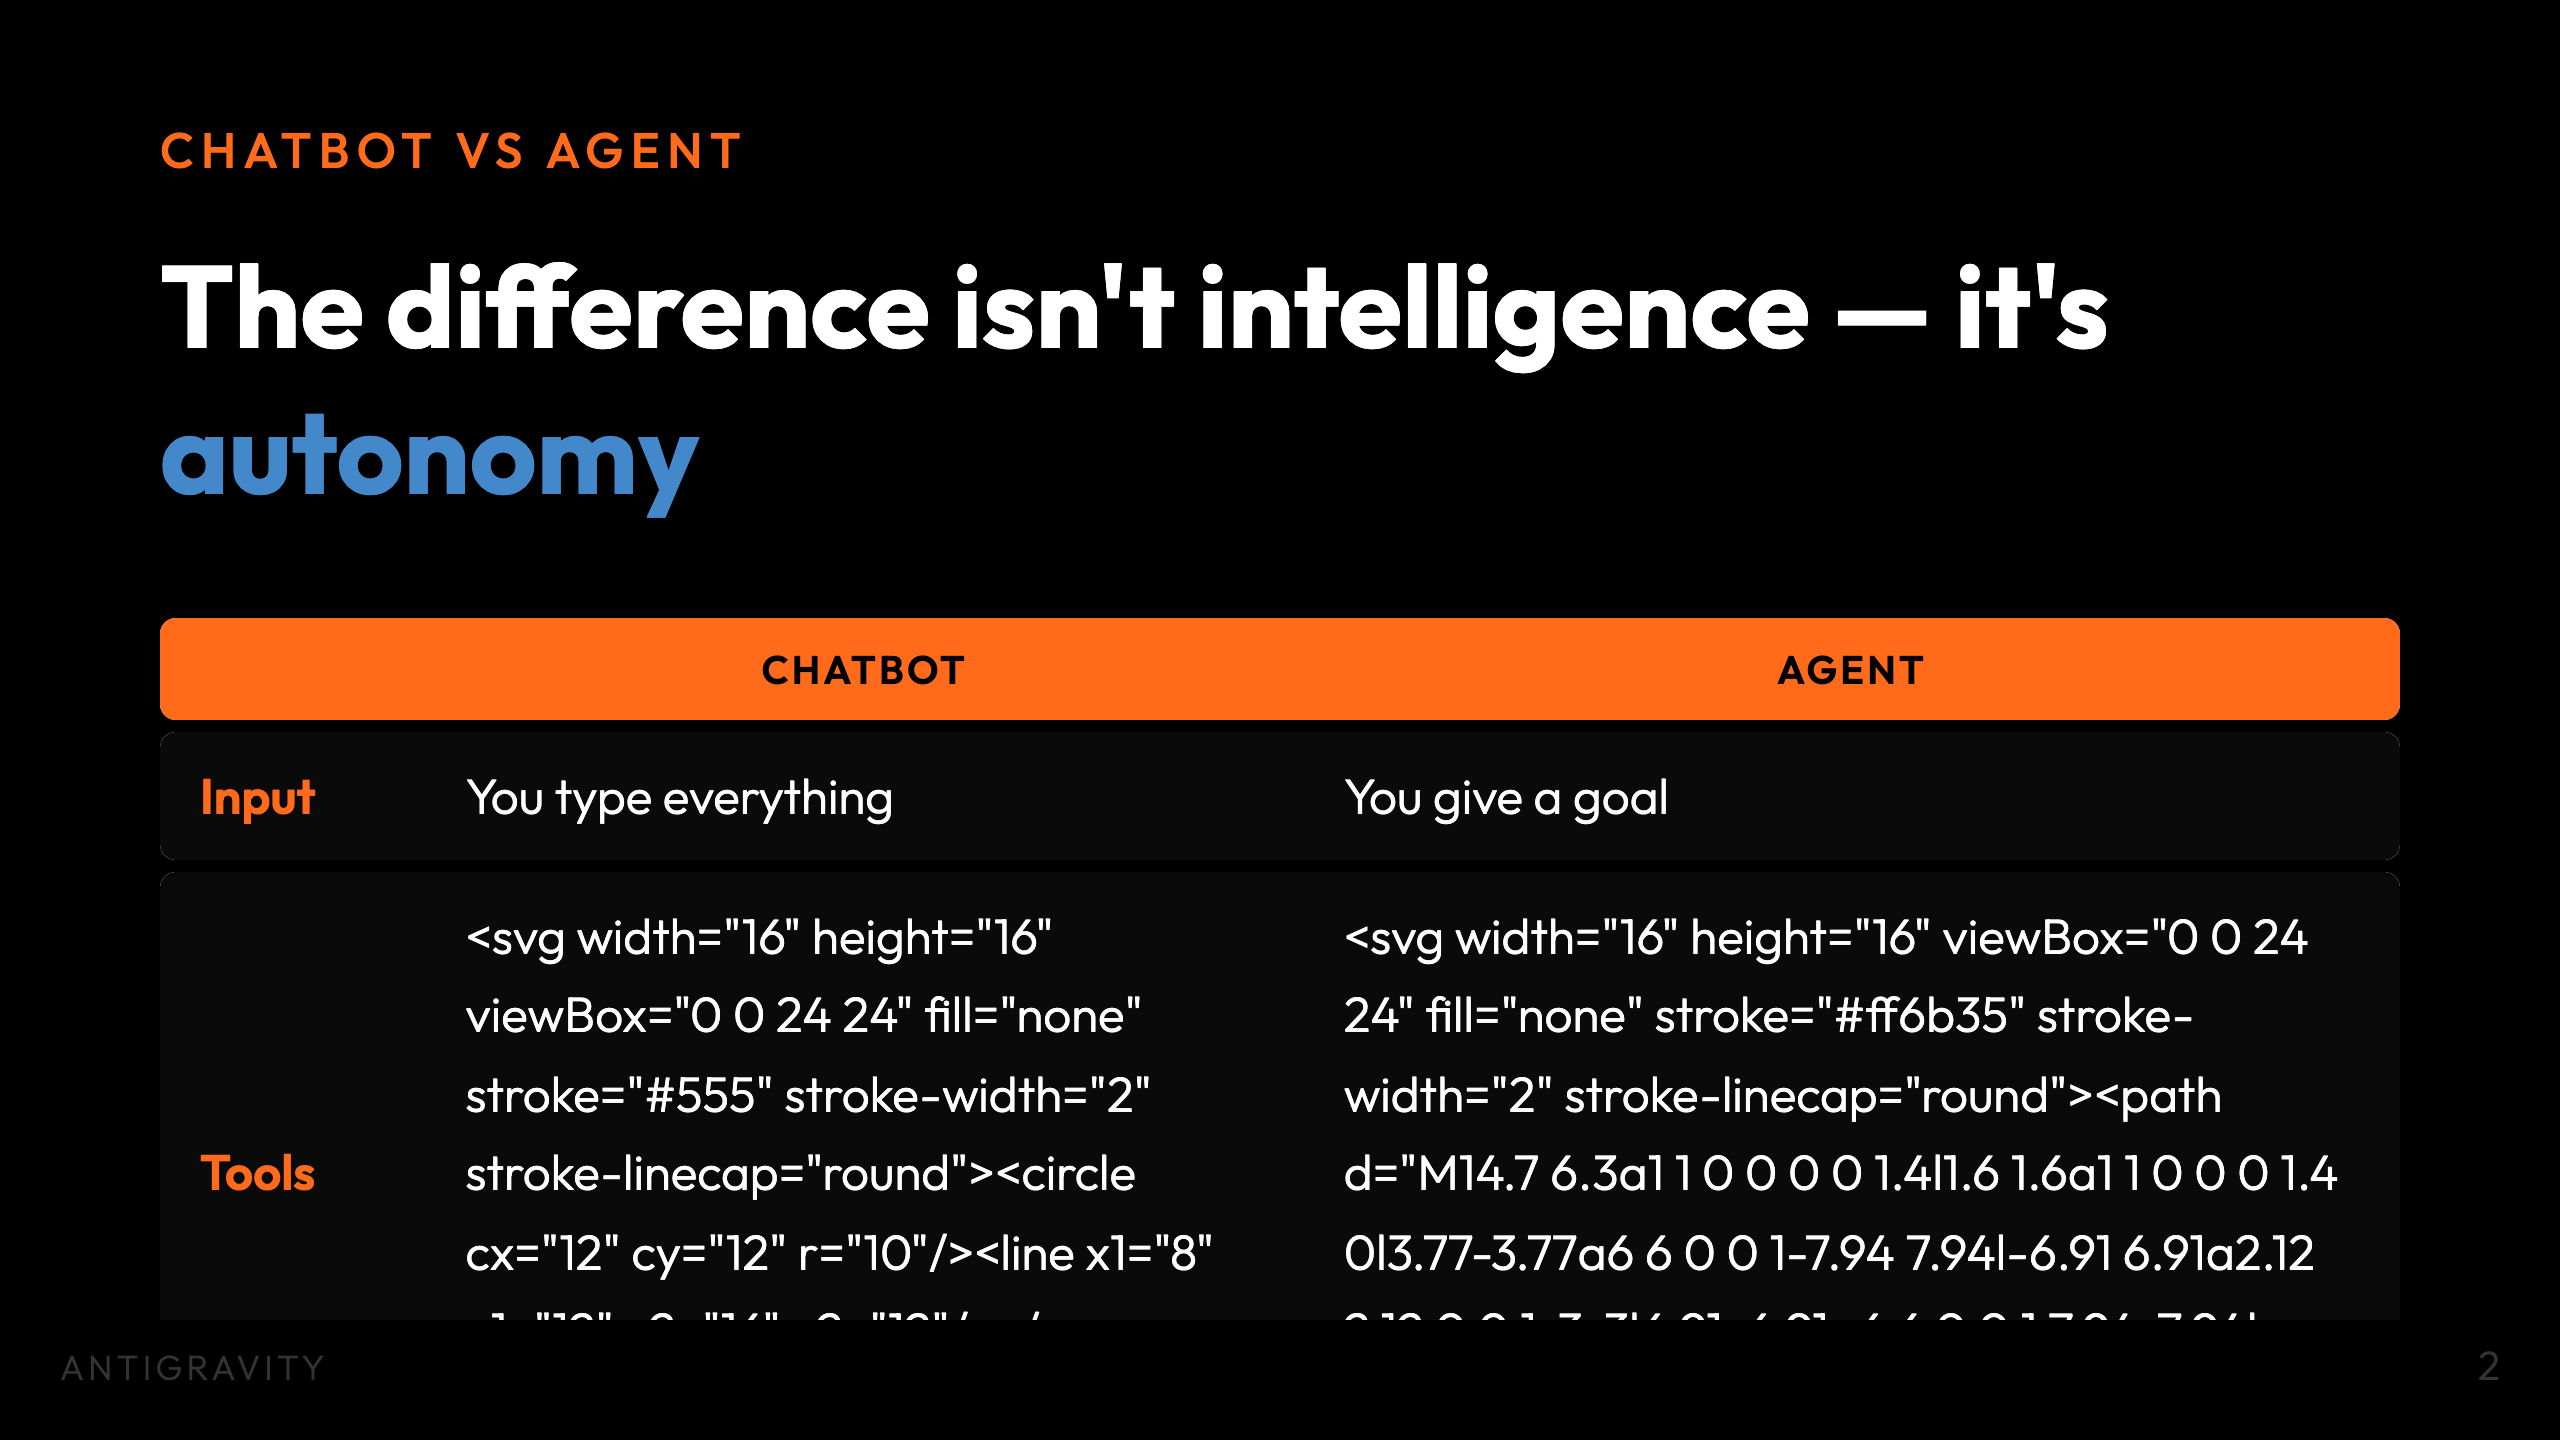 CHATBOT VS AGENT
The difference isn't intelligence — it's
autonomy
CHATBOT AGENT
Input You type everything You give a goal
<svg width="16" height="16" <svg width="16" height="16" viewBox="0 0 24
viewBox="0 0 24 24" fill="none" 24" fill="none" stroke="#ff6b35" stroke-
stroke="#555" stroke-width="2" width="2" stroke-linecap="round"><path
Tools stroke-linecap="round"><circle d="M14.7 6.3a1 1 0 0 0 0 1.4l1.6 1.6a1 1 0 0 0 1.4
cx="12" cy="12" r="10"/><line x1="8" 0l3.77-3.77a6 6 0 0 1-7.94 7.94l-6.91 6.91a2.12
ANTIGRAVITY 2